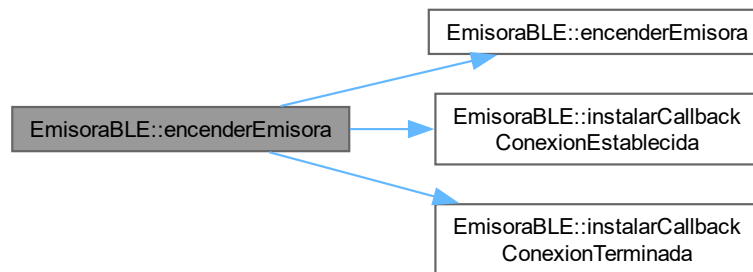 EmisoraBLE::encenderEmisora
EmisoraBLE::encenderEmisora
EmisoraBLE::instalarCallback
ConexionEstablecida
EmisoraBLE::instalarCallback
ConexionTerminada